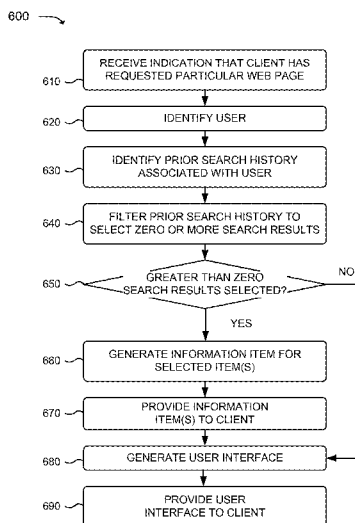 600
610
RECEIVE INDICATION THAT CLIENT HAS
REQUESTED PARTICULAR WEB PAGE
620
IDENTIFY USER
630
IDENTIFY PRIOR SEARCH HISTORY
ASSOCIATED WITH USER
640
FILTER PRIOR SEARCH HISTORY TO
SELECT ZERO OR MORE SEARCH RESULTS
650
GREATER THAN ZERO
SEARCH RESULTS SELECTED?
NO
YES
660
GENERATE INFORMATION ITEM FOR
SELECTED ITEM(S)
670
PROVIDE INFORMATION
ITEM(S) TO CLIENT
680
GENERATE USER INTERFACE
690
PROVIDE USER
INTERFACE TO CLIENT